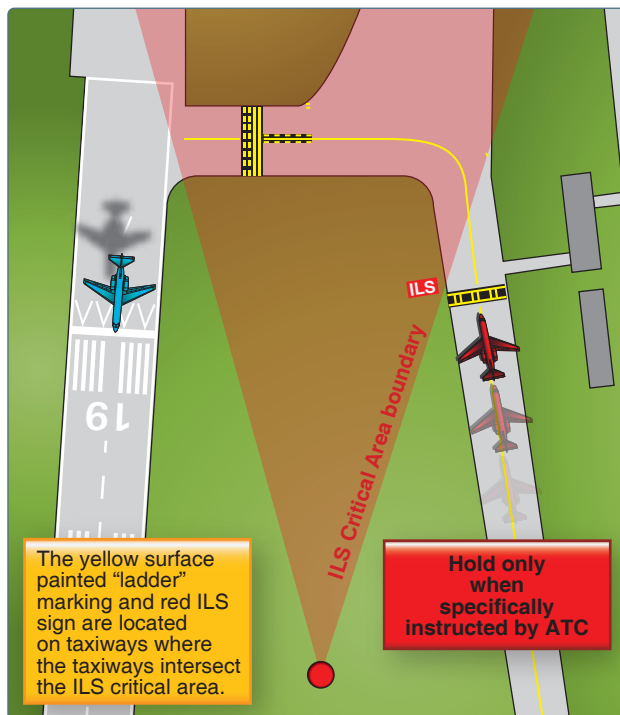 ILS
ILS Critical Area boundary
19
The yellow surface
painted “ladder”
marking and red ILS
sign are located
on taxiways where
the taxiways intersect
the ILS critical area.
Hold only
when
specifically
instructed by ATC